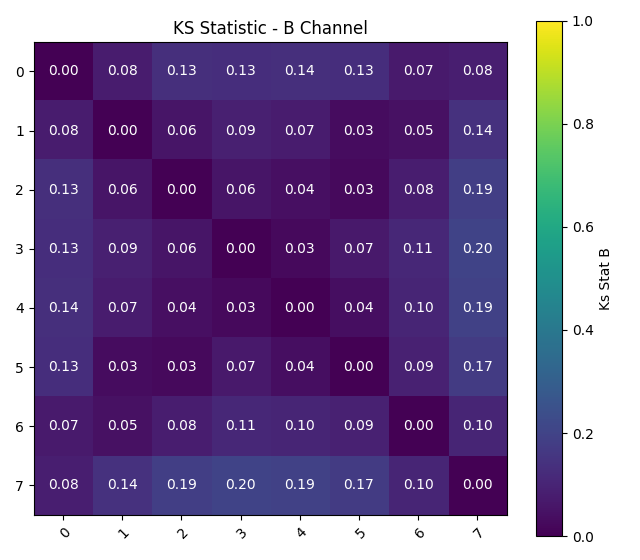 KS Statistic - B Channel
0 0.00 0.08 0.13 0.13 0.14 0.13 0.07 0.08
1 0.08 0.00 0.06 0.09 0.07 0.03 0.05 0.14
2 0.13 0.06 0.00 0.06 0.04 0.03 0.08 0.19
3 0.13 0.09 0.06 0.00 0.03 0.07 0.11 0.20
4 0.14 0.07 0.04 0.03 0.00 0.04 0.10 0.19
5 0.13 0.03 0.03 0.07 0.04 0.00 0.09 0.17
6 0.07 0.05 0.08 0.11 0.10 0.09 0.00 0.10
7 0.08 0.14 0.19 0.20 0.19 0.17 0.10 0.00
0 1 2 3 4 5 6 7
1.0
0.8
0.6
0.4
0.2
0.0
Ks Stat B